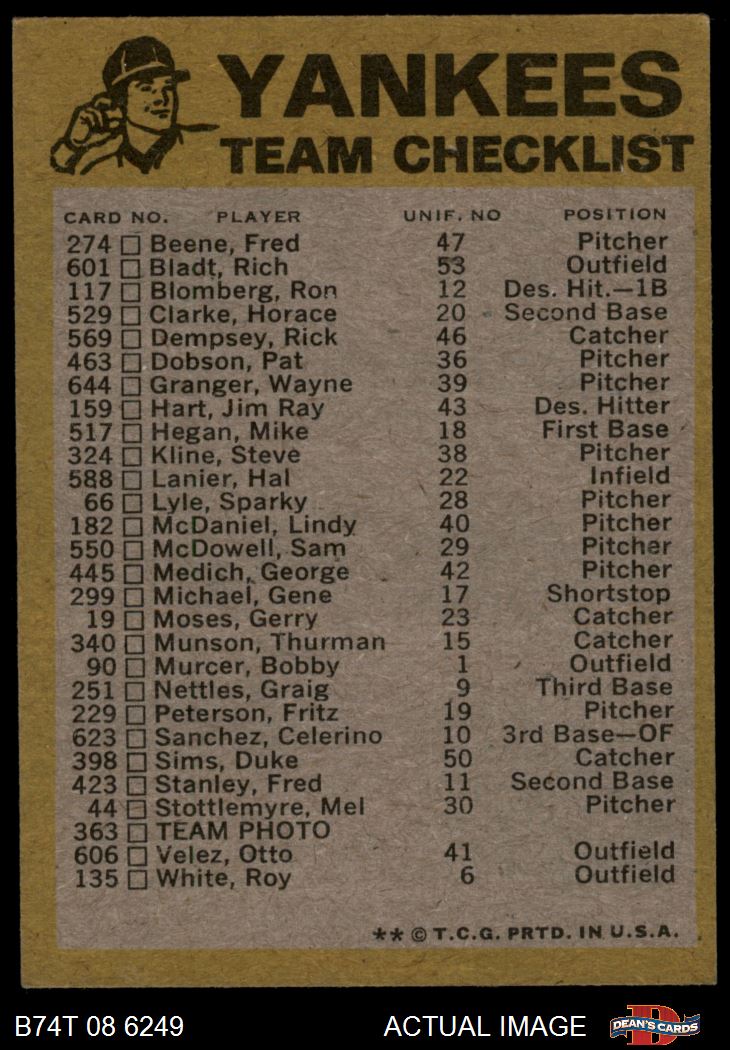 YANKEES
TEAM CHECKLIST
CARD NO. PLAYER UNIF. NO POSITION
274 □ Beene, Fred 47 Pitcher
601 □ Bladt, Rich 53 Outfield
117 □ Blomberg, Ron 12 Des. Hit.—1B
529 □ Clarke, Horace 20 Second Base
569 □ Dempsey, Rick 46 Catcher
463 □ Dobson, Pat 36 Pitcher
644 □ Granger, Wayne 39 Pitcher
159 □ Hart, Jim Ray 43 Des. Hitter
517 □ Hegan, Mike 18 First Base
324 □ Kline, Steve 38 Pitcher
588 □ Lanier, Hal 22 Infield
66 □ Lyle, Sparky 28 Pitcher
182 □ McDaniel, Lindy 40 Pitcher
550 □ McDowell, Sam 29 Pitcher
445 □ Medich, George 42 Pitcher
299 □ Michael, Gene 17 Shortstop
19 □ Moses, Gerry 23 Catcher
340 □ Munson, Thurman 15 Catcher
90 □ Murcer, Bobby 1 Outfield
251 □ Nettles, Graig 9 Third Base
229 □ Peterson, Fritz 19 Pitcher
623 □ Sanchez, Celerino 10 3rd Base—OF
398 □ Sims, Duke 50 Catcher
423 □ Stanley, Fred 11 Second Base
44 □ Stottlemyre, Mel 30 Pitcher
363 □ TEAM PHOTO
606 □ Velez, Otto 41 Outfield
135 □ White, Roy 6 Outfield
** © T.C.G. PRTD. IN U.S.A.
B74T 08 6249 ACTUAL IMAGE DEAN'S CARDS